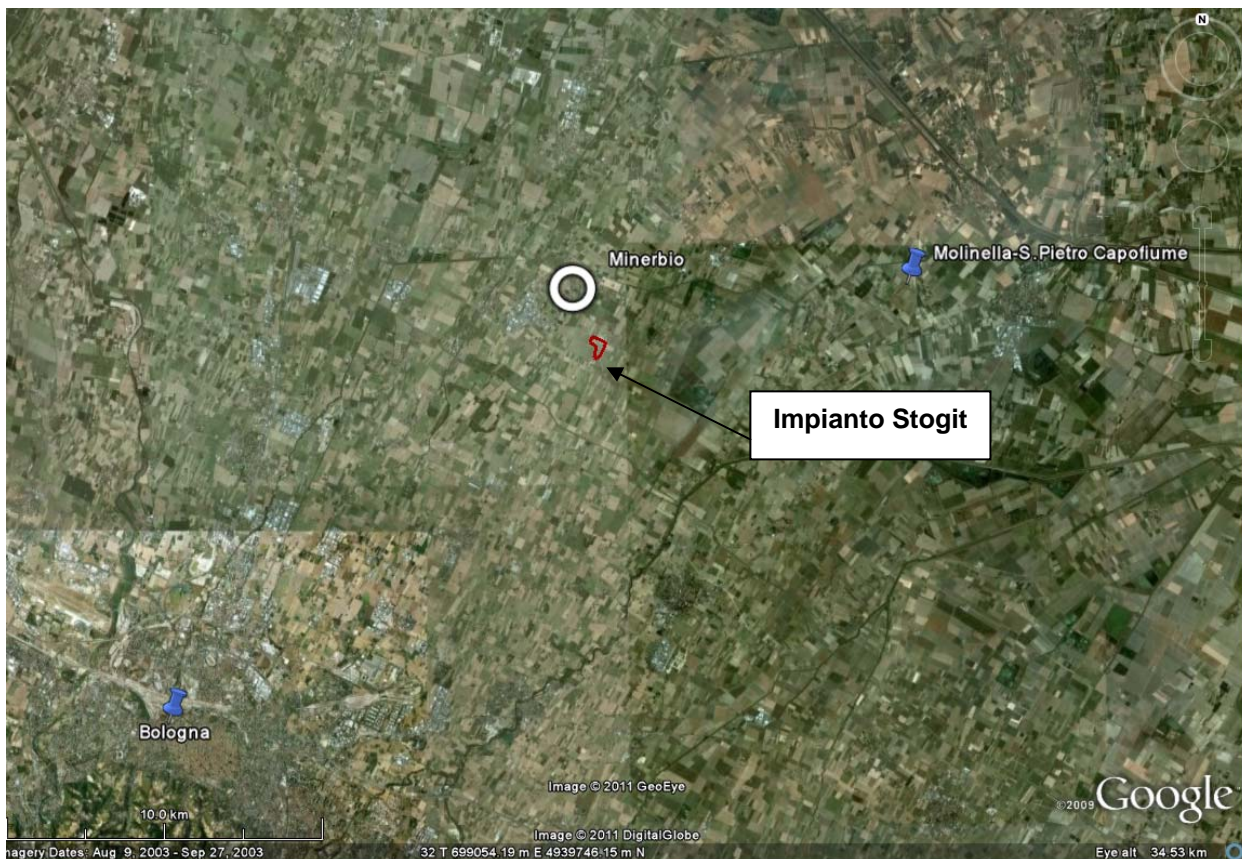 N
Minerbio
Molinella-S.Pietro Capofiume
Impianto Stogit
Bologna
Image © 2011 GeoEye
©2009 Google
10.0 km
Image © 2011 DigitalGlobe
magery Dates: Aug 9, 2003 - Sep 27, 2003
32 T 699054.19 m E 4939746.15 m N
Eye alt 34.53 km